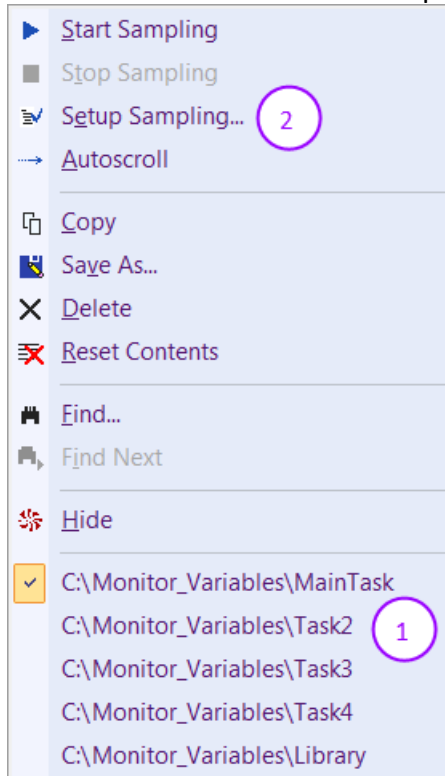 Start Sampling
Stop Sampling
Setup Sampling... 2
Autoscroll
Copy
Save As...
Delete
Reset Contents
Find...
Find Next
Hide
C:\Monitor_Variables\MainTask
C:\Monitor_Variables\Task2 1
C:\Monitor_Variables\Task3
C:\Monitor_Variables\Task4
C:\Monitor_Variables\Library